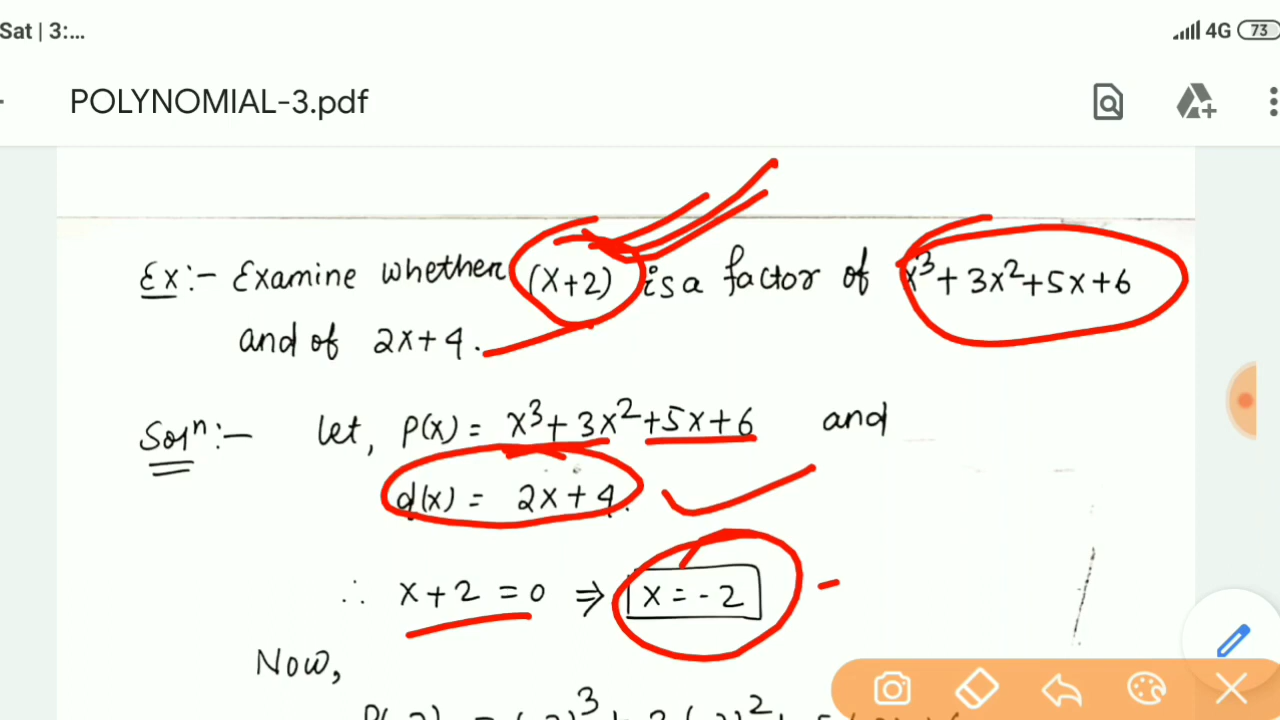 Sat | 3:...
4G 73
POLYNOMIAL-3.pdf
Ex:- Examine whether (x+2) is a factor of x³+3x²+5x+6
and of 2x+4.
Solⁿ:- let, p(x) = x³+3x²+5x+6 and
q(x) = 2x+4.
∴ x+2 = 0 ⇒ x = -2
Now,